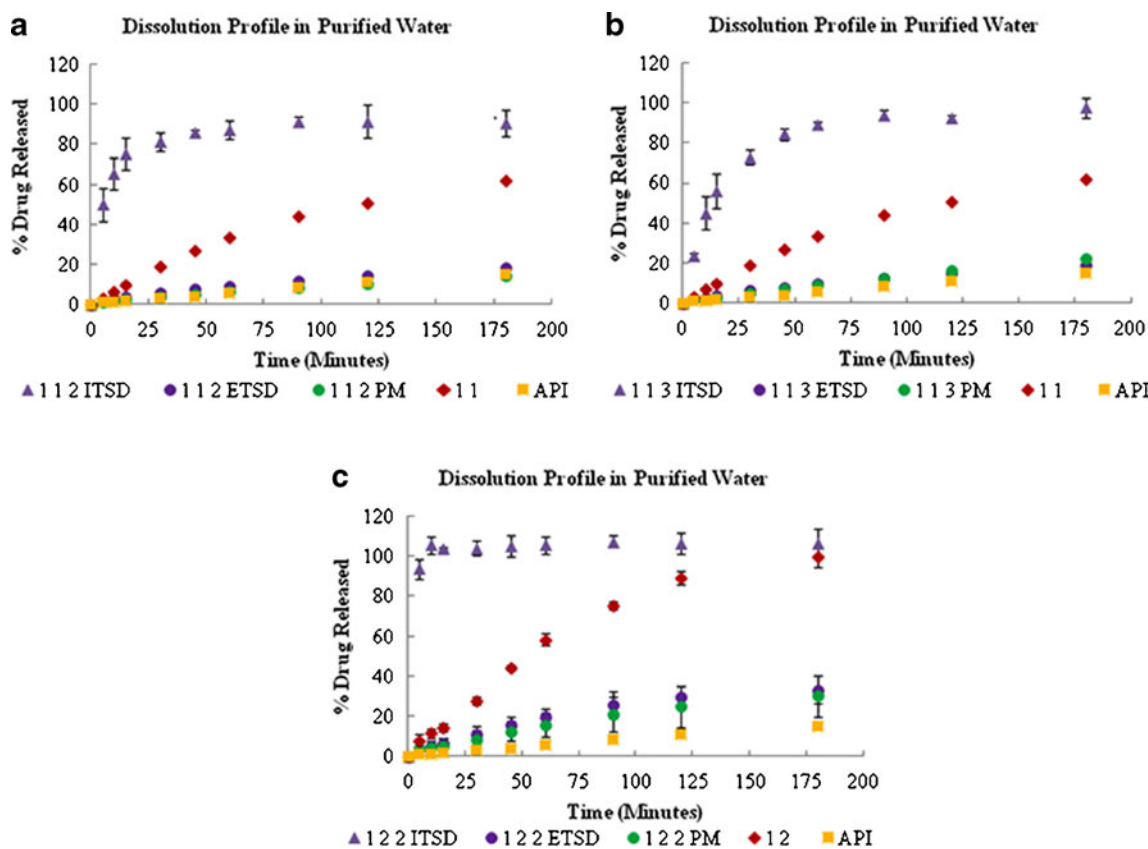 a
Dissolution Profile in Purified Water
% Drug Released
120
100
80
60
40
20
0
0 25 50 75 100 125 150 175 200
Time (Minutes)
1 1 2 ITSD 1 1 2 ETSD 1 1 2 PM 1 1 API
b
Dissolution Profile in Purified Water
% Drug Released
120
100
80
60
40
20
0
0 25 50 75 100 125 150 175 200
Time (Minutes)
1 1 3 ITSD 1 1 3 ETSD 1 1 3 PM 1 1 API
c
Dissolution Profile in Purified Water
% Drug Released
120
100
80
60
40
20
0
0 25 50 75 100 125 150 175 200
Time (Minutes)
1 2 2 ITSD 1 2 2 ETSD 1 2 2 PM 1 2 API